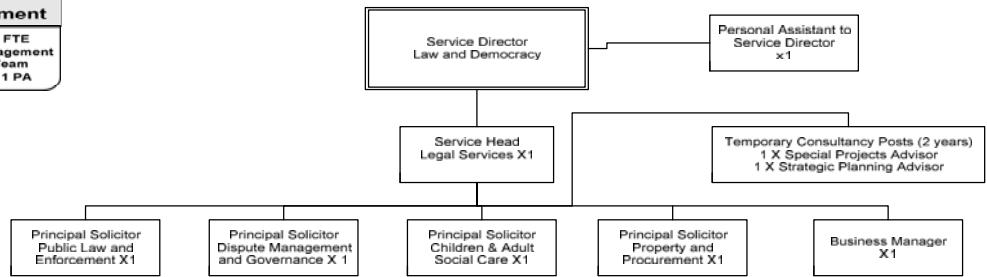 ment
FTE
agement
eam
1 PA
Service Director
Law and Democracy
Personal Assistant to
Service Director
x1
Service Head
Legal Services X1
Temporary Consultancy Posts (2 years)
1 X Special Projects Advisor
1 X Strategic Planning Advisor
Principal Solicitor
Public Law and
Enforcement X1
Principal Solicitor
Dispute Management
and Governance X 1
Principal Solicitor
Children & Adult
Social Care X1
Principal Solicitor
Property and
Procurement X1
Business Manager
X1